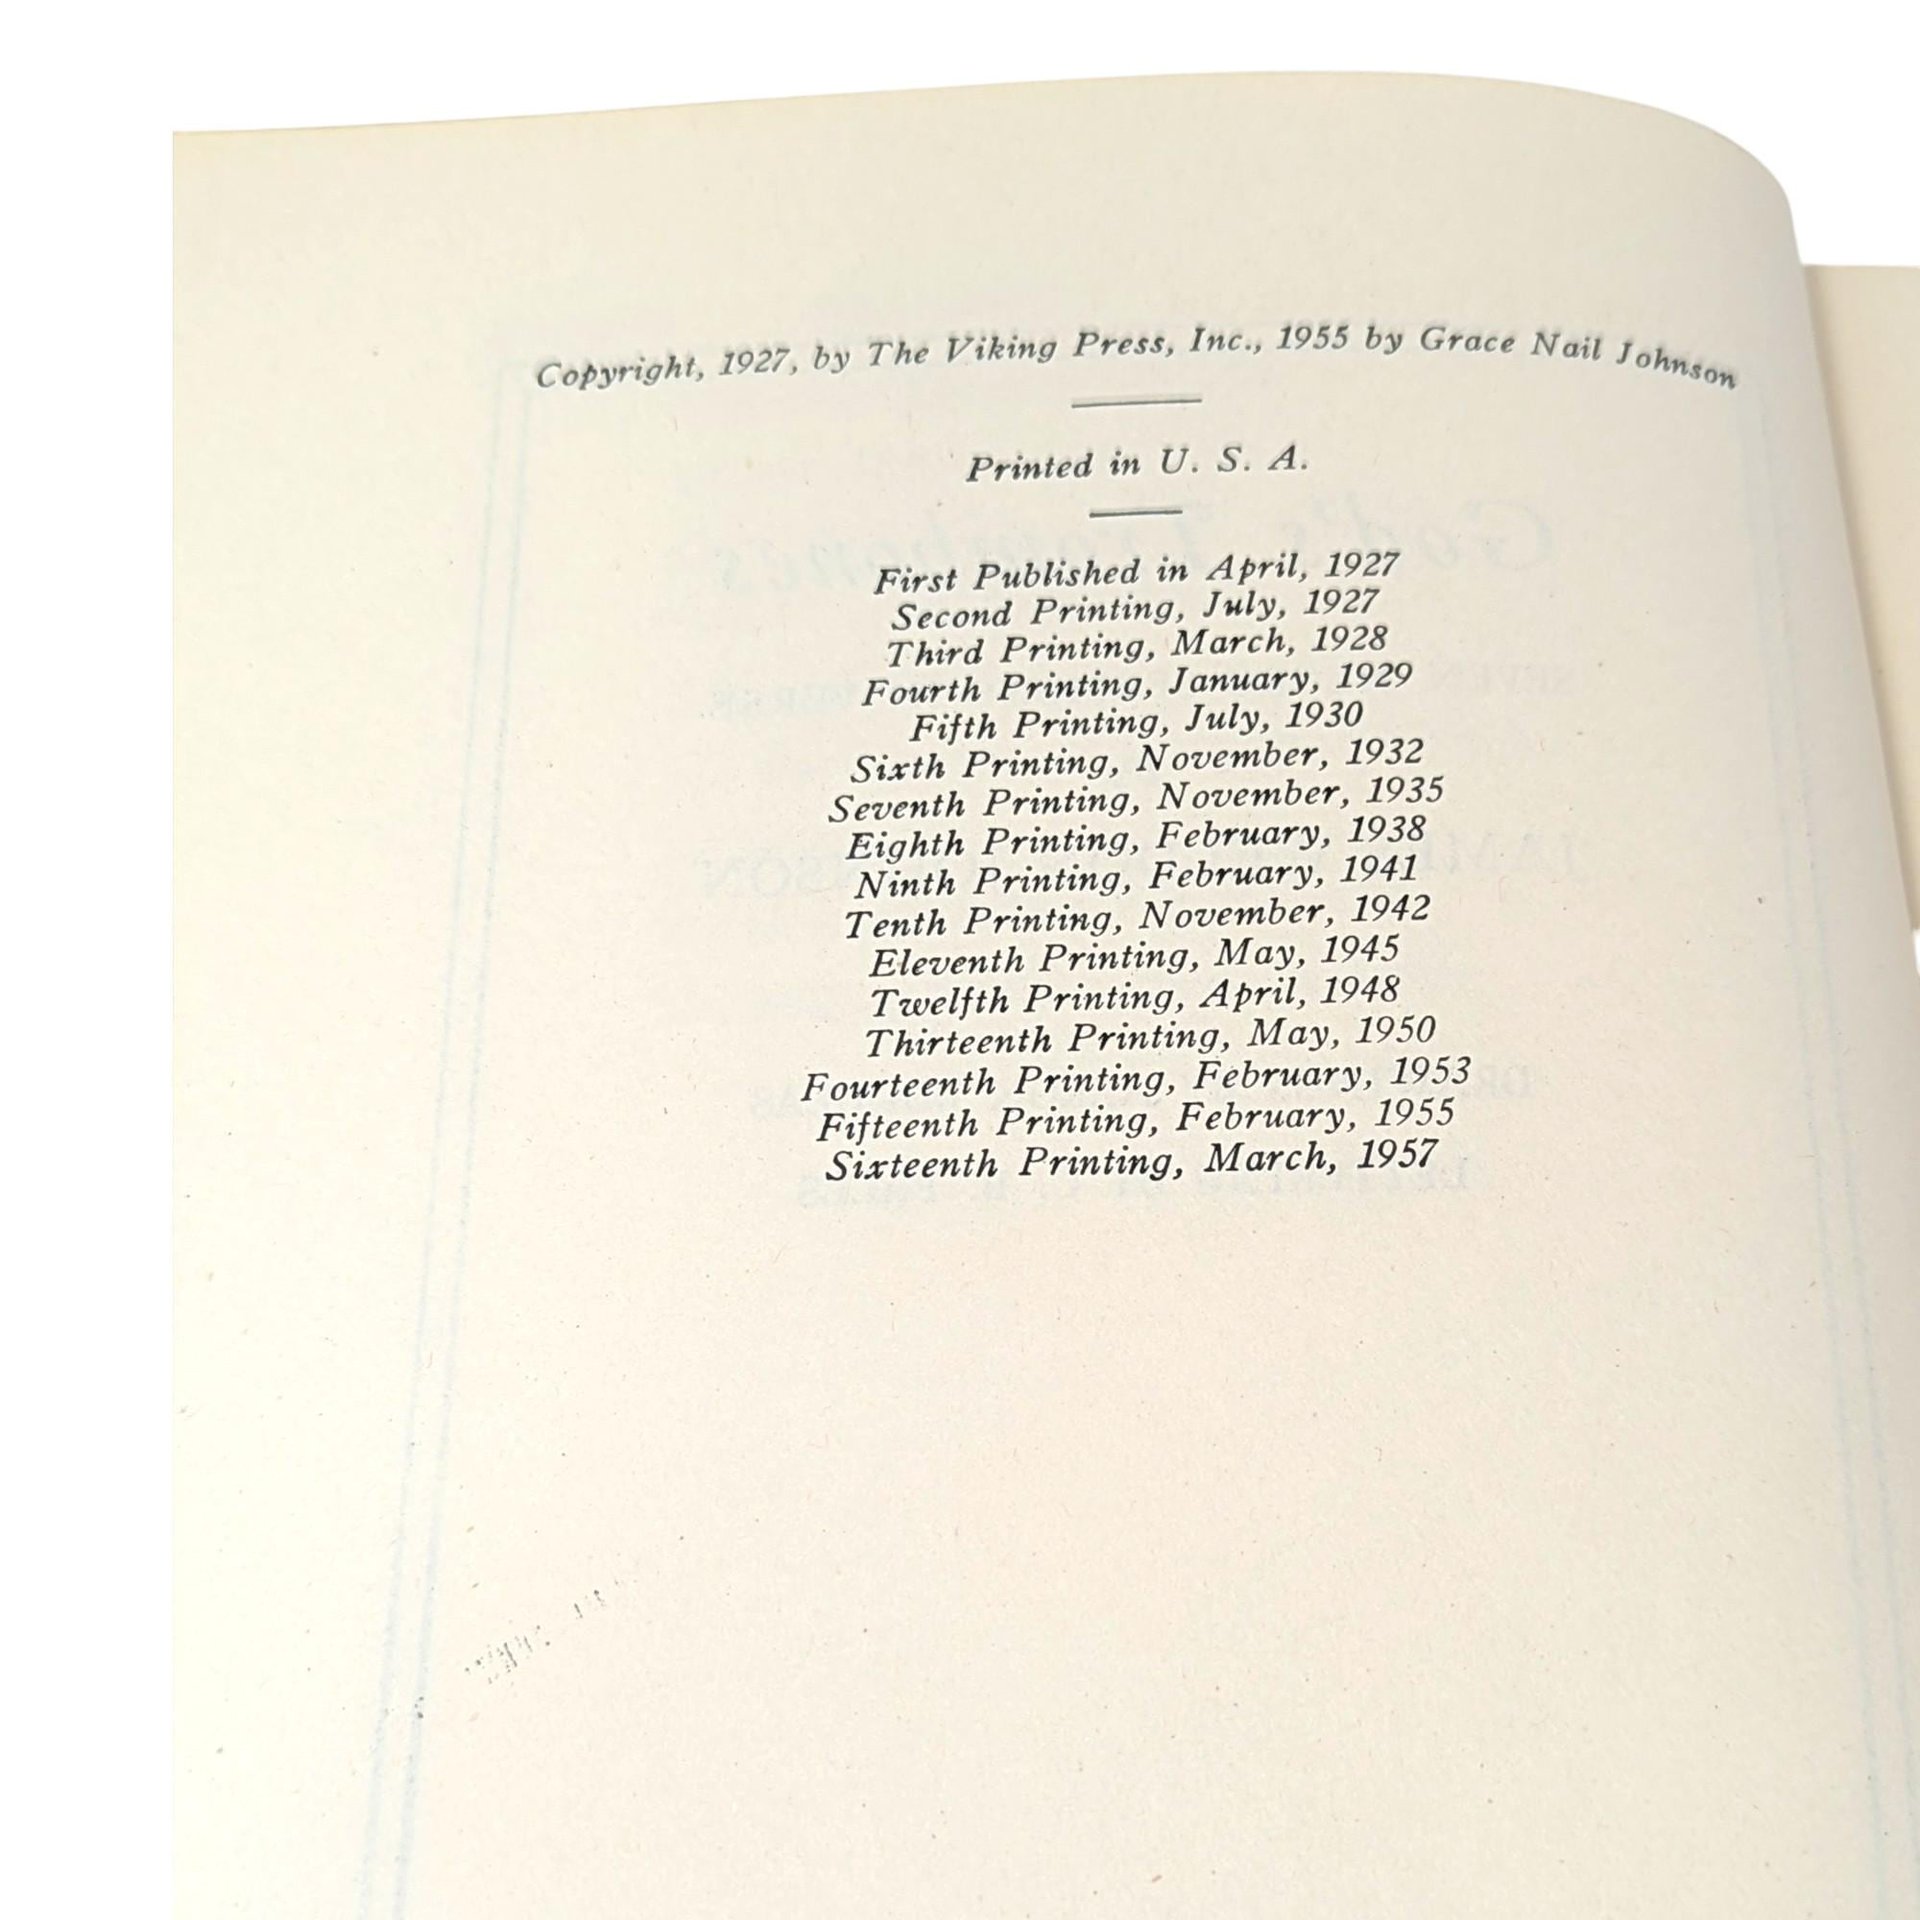 Copyright, 1927, by The Viking Press, Inc., 1955 by Grace Nail Johnson
Printed in U. S. A.
First Published in April, 1927
Second Printing, July, 1927
Third Printing, March, 1928
Fourth Printing, January, 1929
Fifth Printing, July, 1930
Sixth Printing, November, 1932
Seventh Printing, November, 1935
Eighth Printing, February, 1938
Ninth Printing, February, 1941
Tenth Printing, November, 1942
Eleventh Printing, May, 1945
Twelfth Printing, April, 1948
Thirteenth Printing, May, 1950
Fourteenth Printing, February, 1953
Fifteenth Printing, February, 1955
Sixteenth Printing, March, 1957